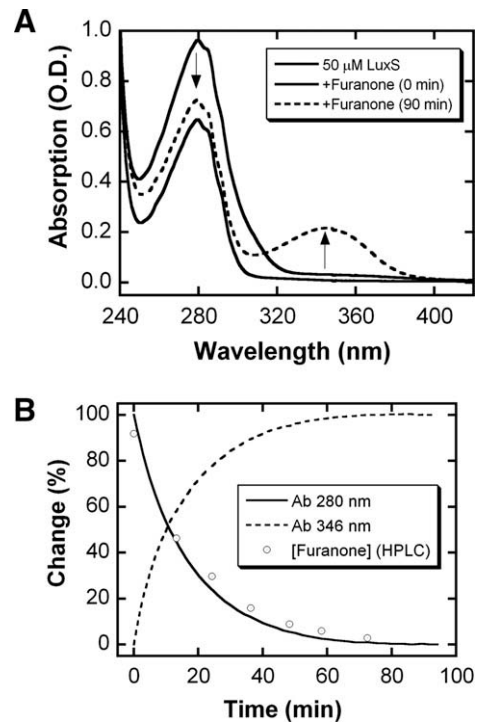 A
1.0
0.8
0.6
0.4
0.2
0.0
Absorption (O.D.)
50 μM LuxS
+Furanone (0 min)
+Furanone (90 min)
240
280
320
360
400
Wavelength (nm)
B
100
80
60
40
20
0
Change (%)
Ab 280 nm
Ab 346 nm
[Furanone] (HPLC)
0
20
40
60
80
100
Time (min)